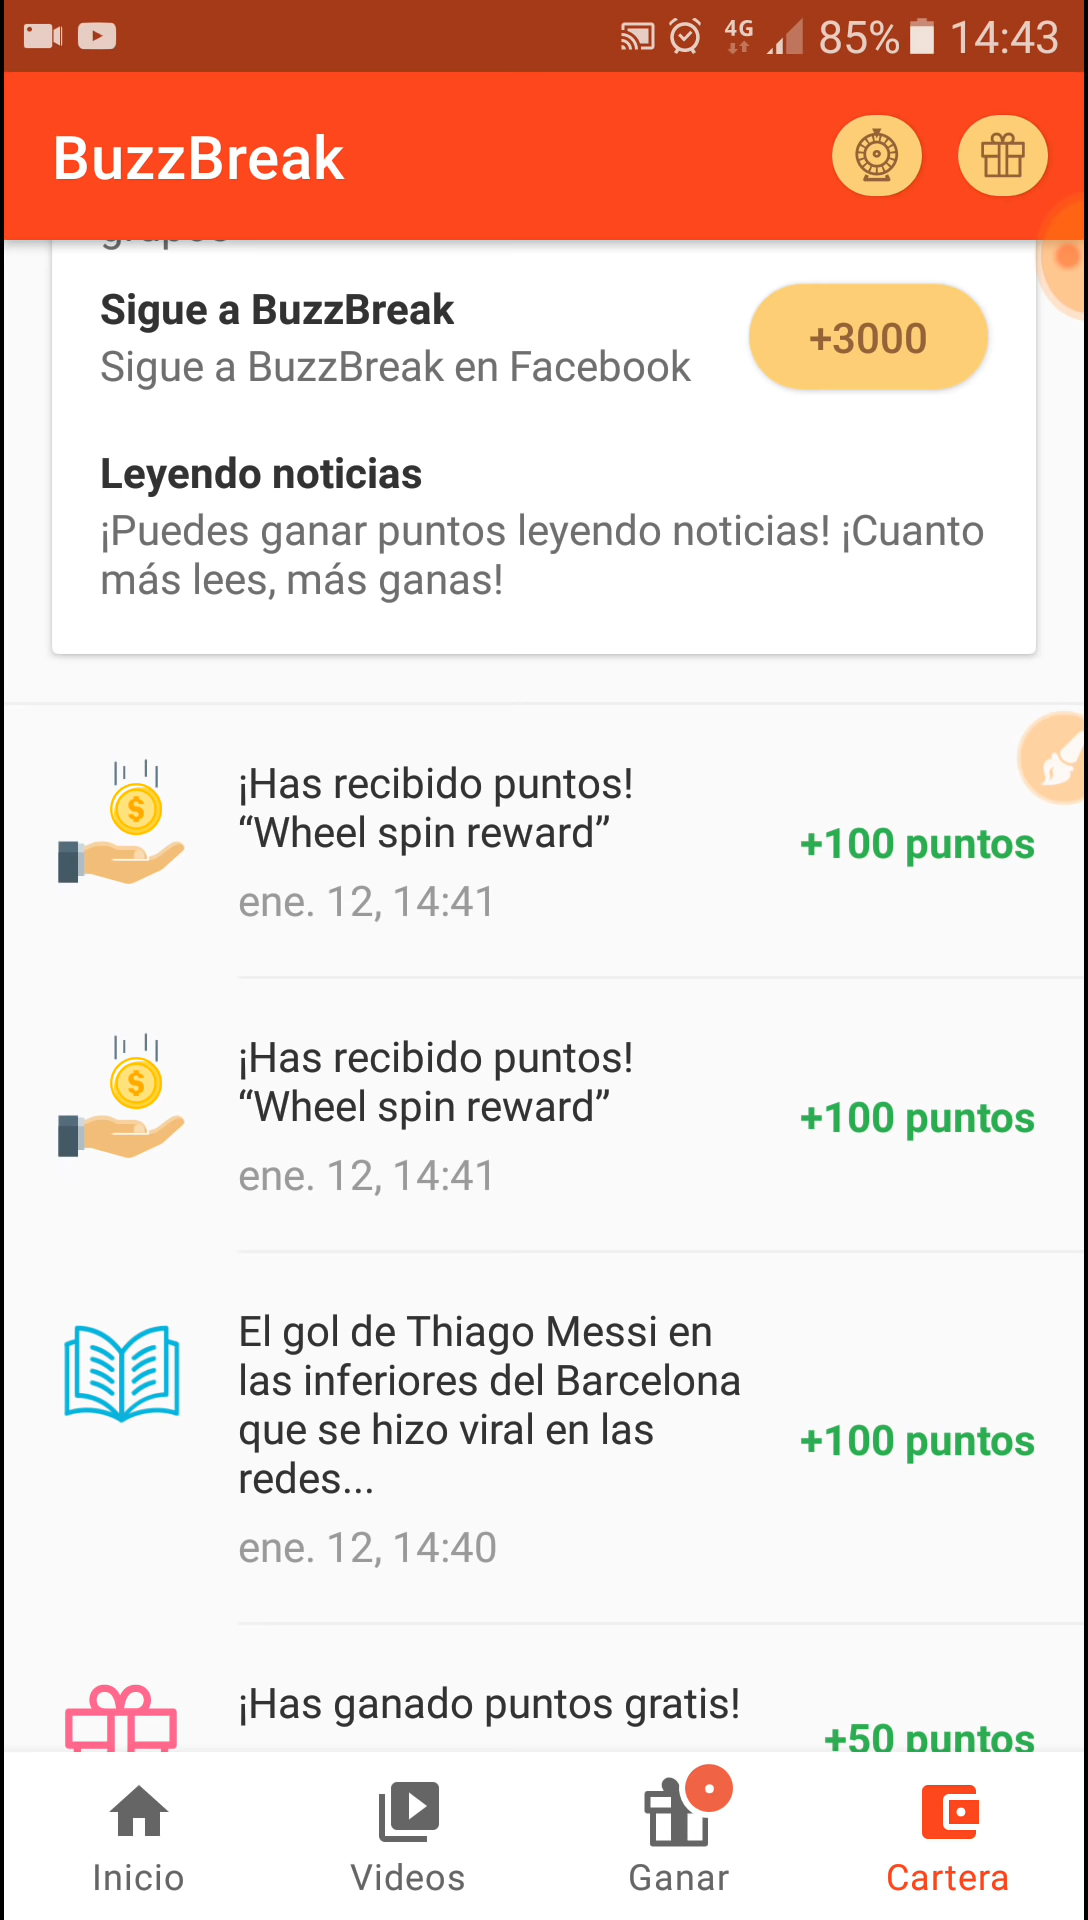 4G 85% 14:43
BuzzBreak
Sigue a BuzzBreak
Sigue a BuzzBreak en Facebook
+3000
Leyendo noticias
¡Puedes ganar puntos leyendo noticias! ¡Cuanto
más lees, más ganas!
¡Has recibido puntos!
“Wheel spin reward”
+100 puntos
ene. 12, 14:41
¡Has recibido puntos!
“Wheel spin reward”
+100 puntos
ene. 12, 14:41
El gol de Thiago Messi en
las inferiores del Barcelona
que se hizo viral en las
redes...
+100 puntos
ene. 12, 14:40
¡Has ganado puntos gratis!
+50 puntos
Inicio
Videos
Ganar
Cartera